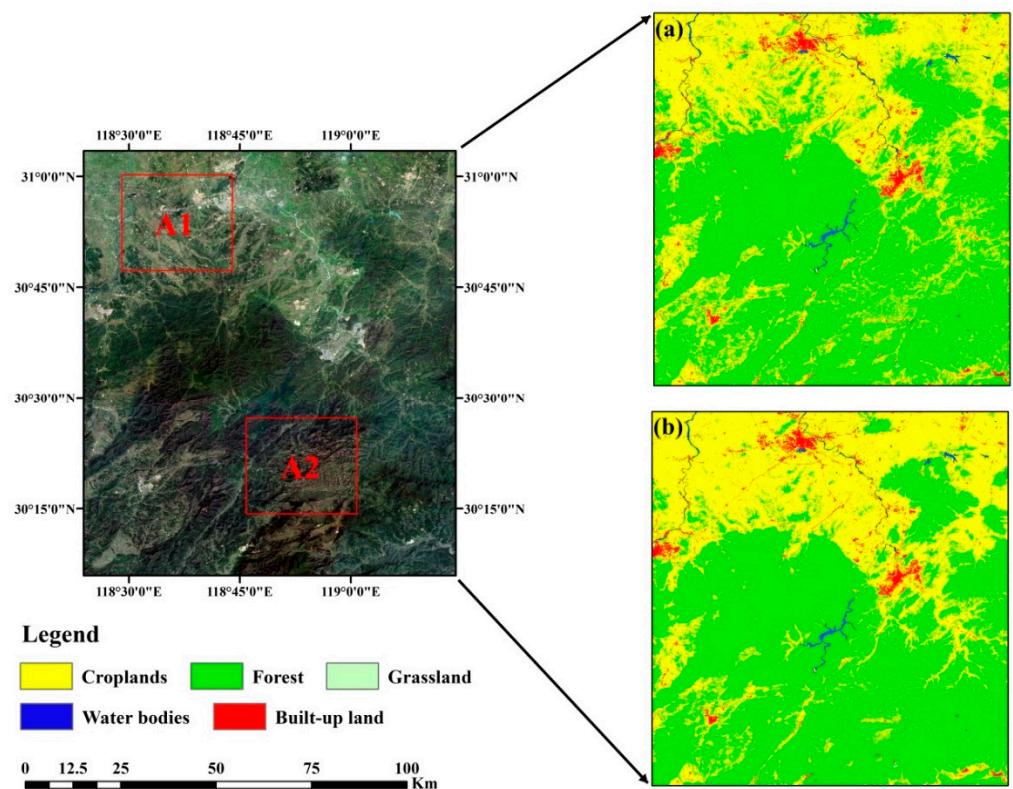 (a)
118°30'0"E 118°45'0"E 119°0'0"E
31°0'0"N 31°0'0"N
A1
30°45'0"N 30°45'0"N
30°30'0"N 30°30'0"N
(b)
A2
30°15'0"N 30°15'0"N
118°30'0"E 118°45'0"E 119°0'0"E
Legend
Croplands Forest Grassland
Water bodies Built-up land
0 12.5 25 50 75 100
Km